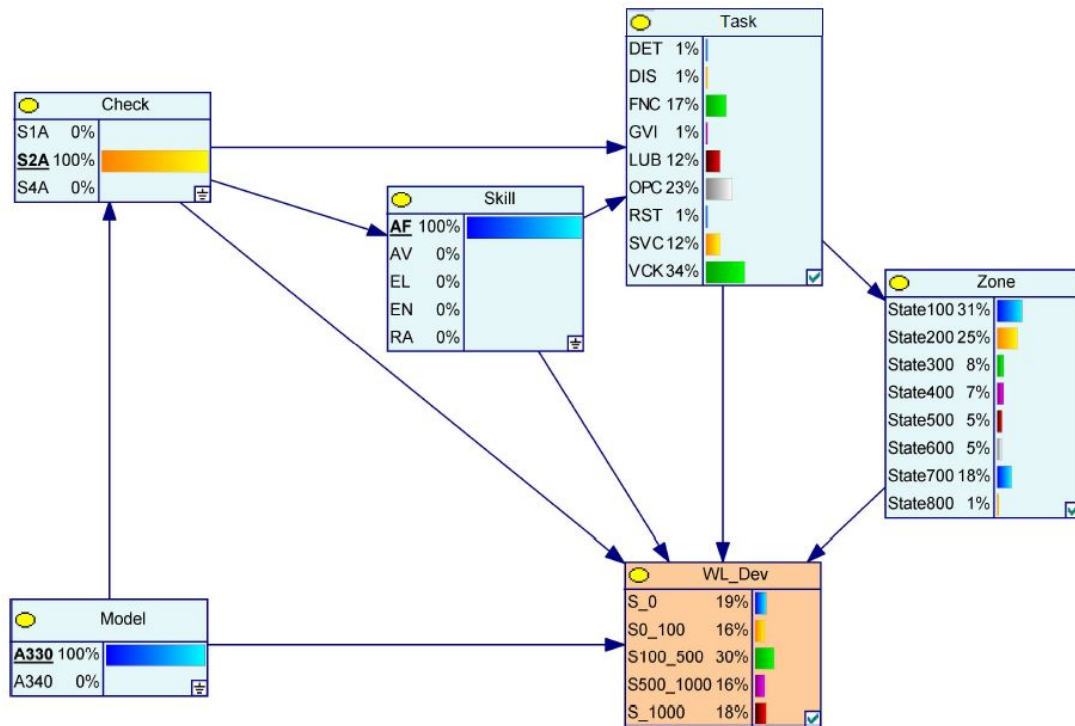 Task
DET 1%
DIS 1%
FNC 17%
GVI 1%
LUB 12%
OPC 23%
RST 1%
SVC 12%
VCK 34%
Check
S1A 0%
S2A 100%
S4A 0%
Skill
AF 100%
AV 0%
EL 0%
EN 0%
RA 0%
Zone
State100 31%
State200 25%
State300 8%
State400 7%
State500 5%
State600 5%
State700 18%
State800 1%
WL_Dev
S_0 19%
S0_100 16%
S100_500 30%
S500_1000 16%
S_1000 18%
Model
A330 100%
A340 0%